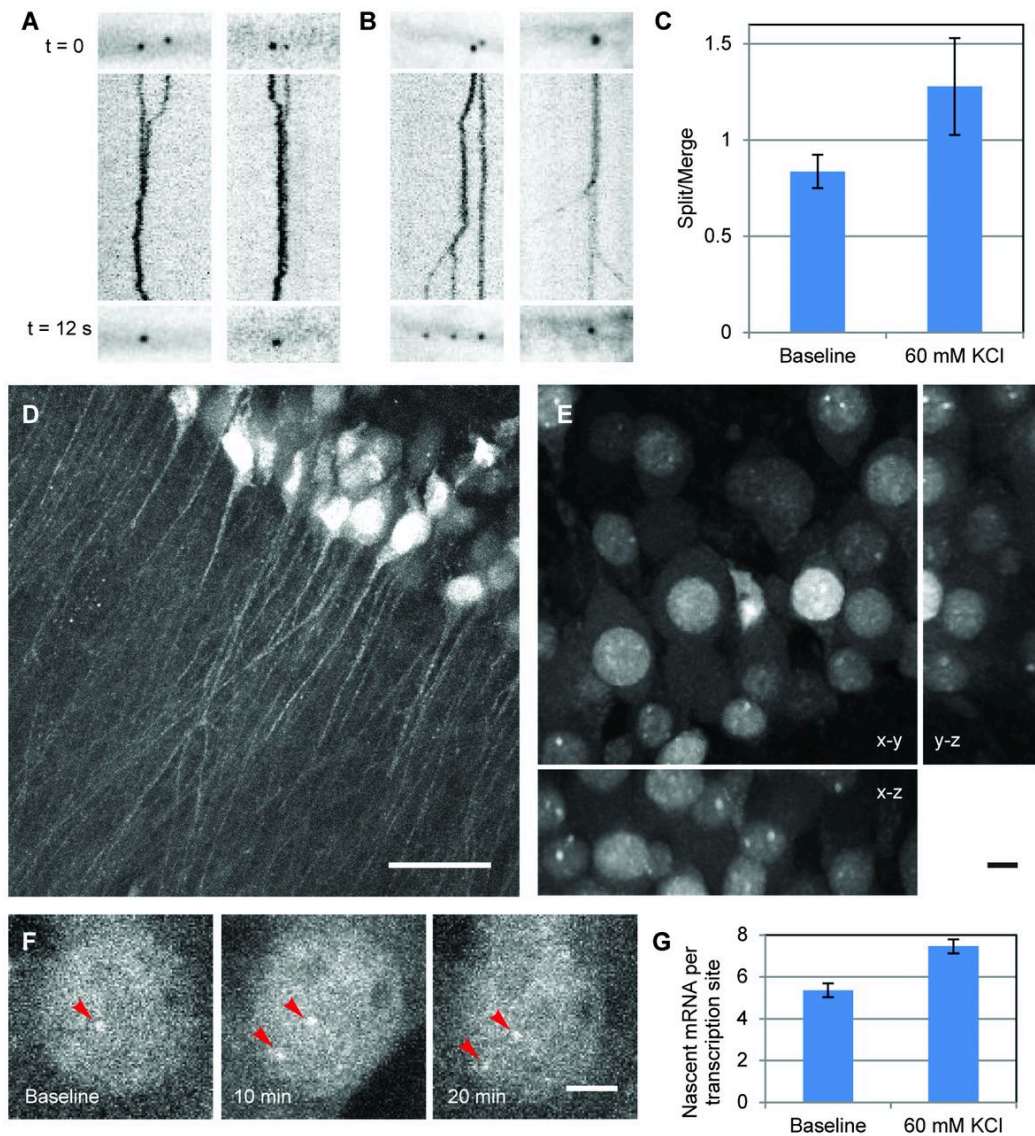 A
B
C
t = 0
t = 12 s
1.5
1
0.5
0
Split/Merge
Baseline
60 mM KCl
D
E
x-y
y-z
x-z
F
Baseline
10 min
20 min
G
8
6
4
2
0
Nascent mRNA per
transcription site
Baseline
60 mM KCl